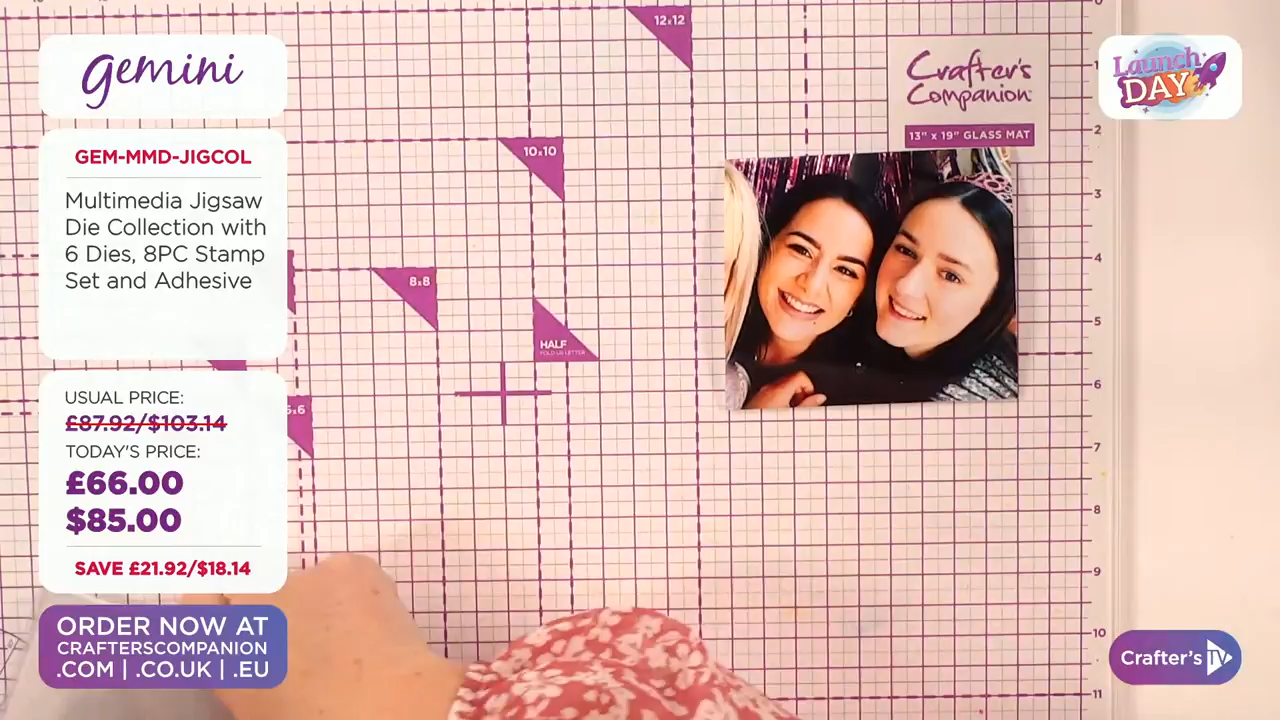 gemini
GEM-MMD-JIGCOL
Multimedia Jigsaw
Die Collection with
6 Dies, 8PC Stamp
Set and Adhesive
USUAL PRICE:
£87.92/$103.14
TODAY'S PRICE:
£66.00
$85.00
SAVE £21.92/$18.14
ORDER NOW AT
CRAFTERSCOMPANION
.COM | .CO.UK | .EU
12x12
10x10
8x8
6x6
HALF
Crafter's
Companion
13" x 19" GLASS MAT
Launch
DAY
0
1
2
3
4
5
6
7
8
9
10
11
Crafter's TV